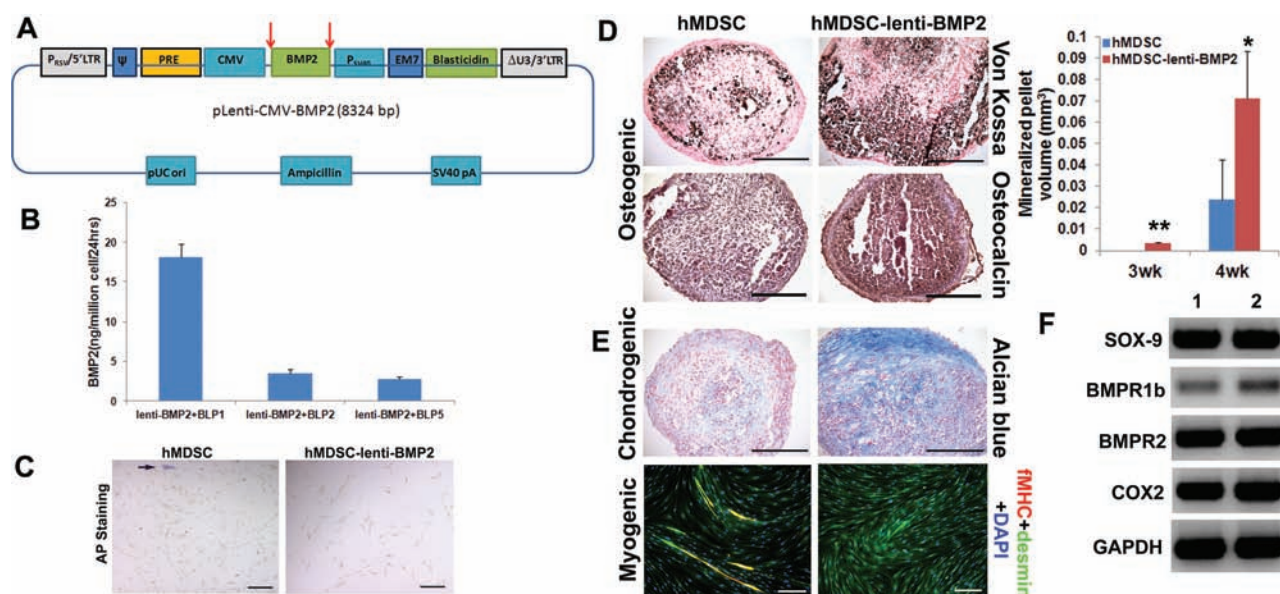 A
P_RSV/5'LTR Ψ PRE CMV BMP2 P_SV40 EM7 Blasticidin ΔU3/3'LTR
pLenti-CMV-BMP2 (8324 bp)
pUC ori Ampicillin SV40 pA
B
BMP2(ng/million cell/24hrs)
25
20
15
10
5
0
lenti-BMP2+BLP1 lenti-BMP2+BLP2 lenti-BMP2+BLP5
C
hMDSC hMDSC-lenti-BMP2
AP Staining
D
hMDSC hMDSC-lenti-BMP2
Osteogenic
Von Kossa
Osteocalcin
Mineralized pellet
volume (mm³)
0.1
0.09
0.08
0.07
0.06
0.05
0.04
0.03
0.02
0.01
0
hMDSC
hMDSC-lenti-BMP2
**
*
3wk 4wk
E
Chondrogenic
Alcian blue
Myogenic
fMHC+desmin
+DAPI
F
1 2
SOX-9
BMPR1b
BMPR2
COX2
GAPDH